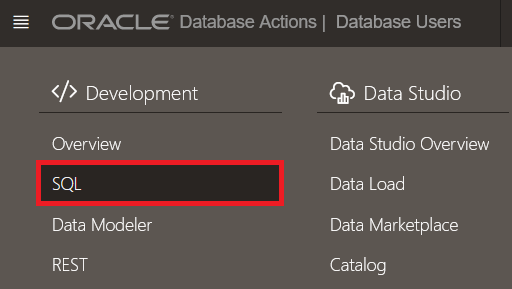 ORACLE Database Actions | Database Users
Development
Overview
SQL
Data Modeler
REST
Data Studio
Data Studio Overview
Data Load
Data Marketplace
Catalog